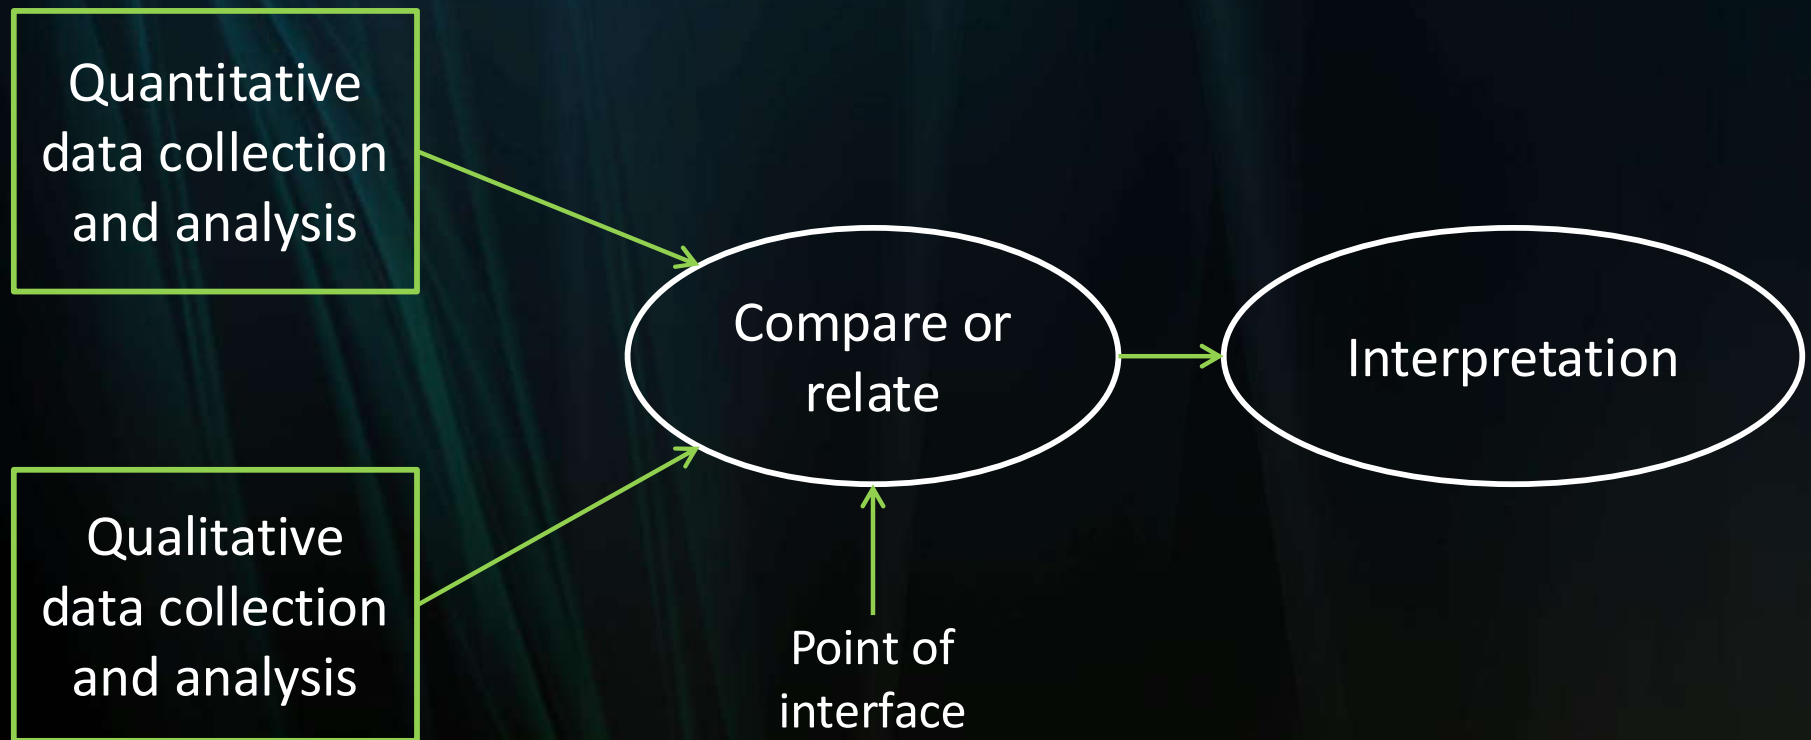 Quantitative
data collection
and analysis
Compare or
relate
Interpretation
Qualitative
data collection
and analysis
Point of
interface